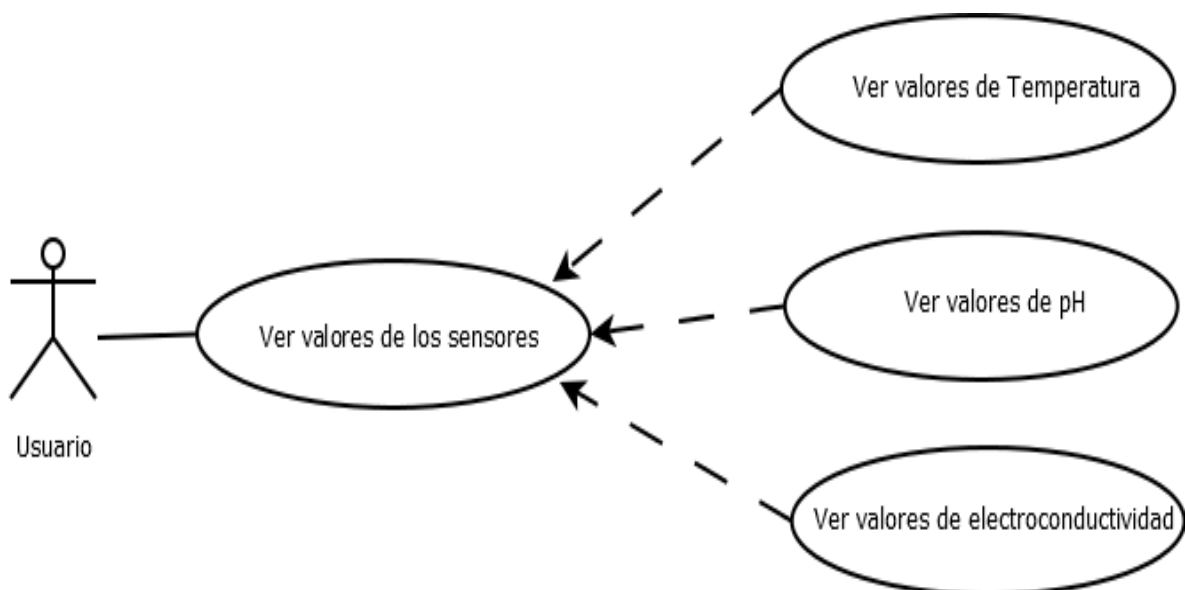 Ver valores de Temperatura
Ver valores de pH
Ver valores de los sensores
Usuario
Ver valores de electroconductividad